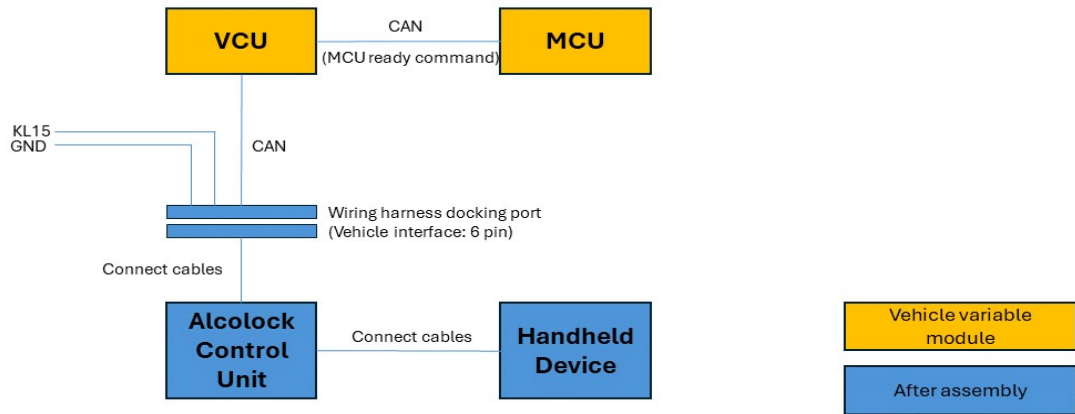 VCU
CAN
(MCU ready command)
MCU
KL15
GND
CAN
Wiring harness docking port
(Vehicle interface: 6 pin)
Connect cables
Alcolock
Control
Unit
Connect cables
Handheld
Device
Vehicle variable
module
After assembly